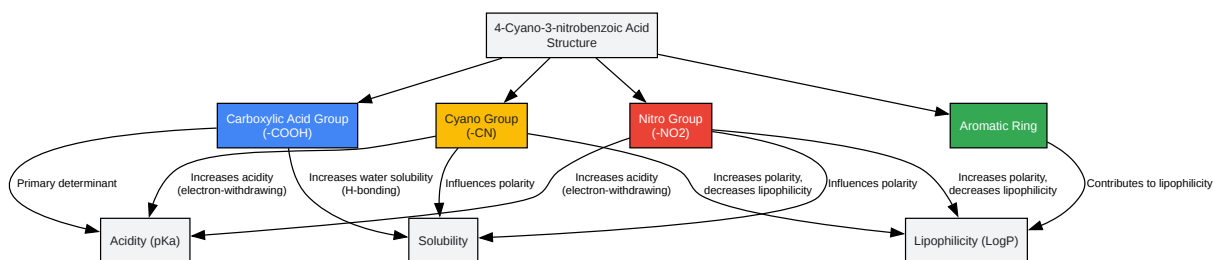 4-Cyano-3-nitrobenzoic Acid
Structure
Carboxylic Acid Group
(-COOH)
Cyano Group
(-CN)
Nitro Group
(-NO2)
Aromatic Ring
Primary determinant
Increases acidity
(electron-withdrawing)
Increases water solubility
(H-bonding)
Influences polarity
Increases acidity
(electron-withdrawing)
Increases polarity,
decreases lipophilicity
Influences polarity
Increases polarity,
decreases lipophilicity
Contributes to lipophilicity
Acidity (pKa)
Solubility
Lipophilicity (LogP)